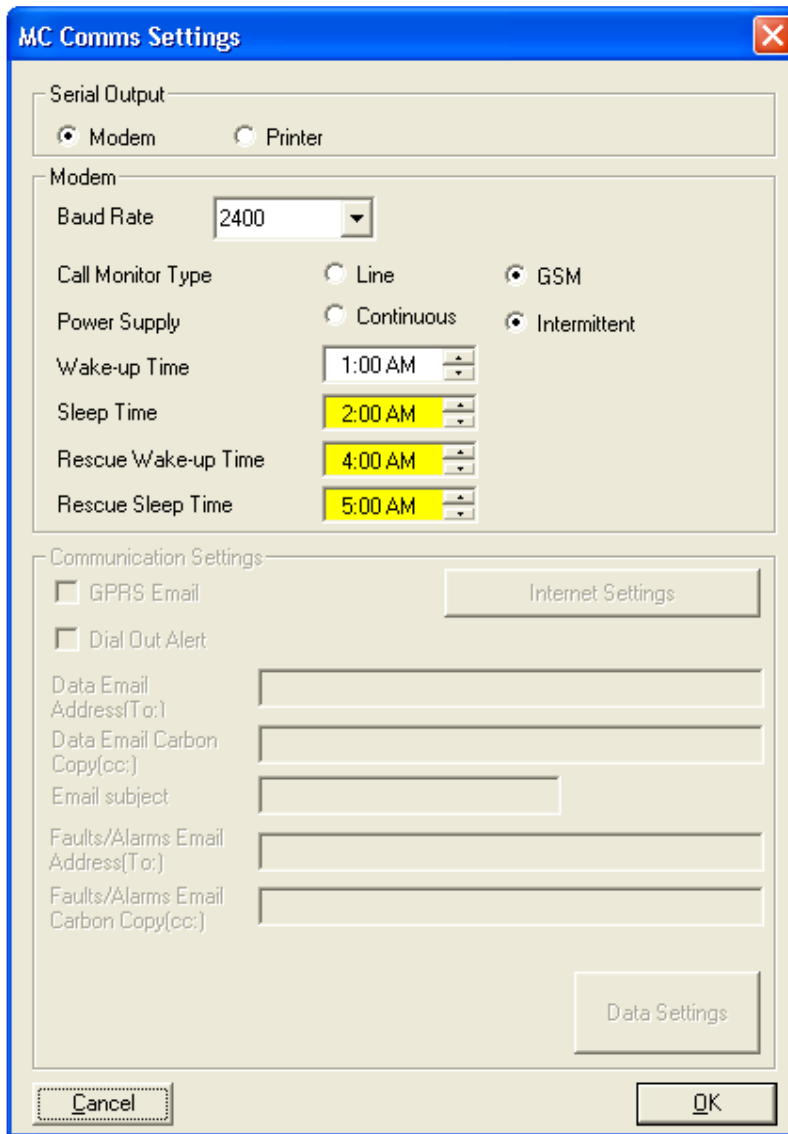 MC Comms Settings
Serial Output
Modem Printer
Modem
Baud Rate 2400
Call Monitor Type Line GSM
Power Supply Continuous Intermittent
Wake-up Time 1:00 AM
Sleep Time 2:00 AM
Rescue Wake-up Time 4:00 AM
Rescue Sleep Time 5:00 AM
Communication Settings
GPRS Email Internet Settings
Dial Out Alert
Data Email
Address(To:)
Data Email Carbon
Copy(cc:)
Email subject
Faults/Alarms Email
Address(To:)
Faults/Alarms Email
Carbon Copy(cc:)
Data Settings
Cancel OK